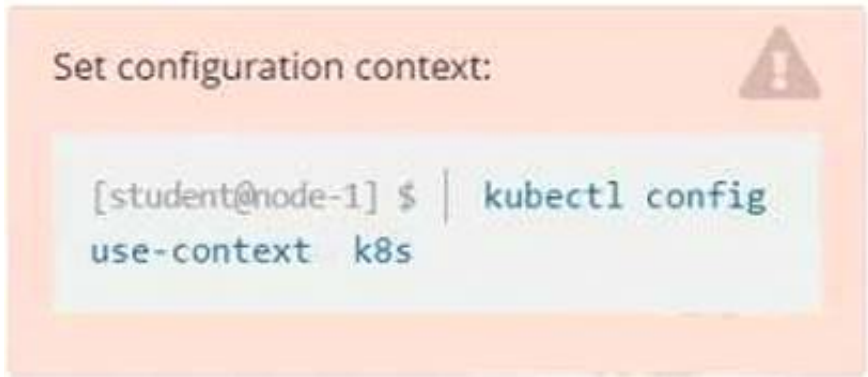 Set configuration context:
[student@node-1] $ | kubectl config
use-context k8s